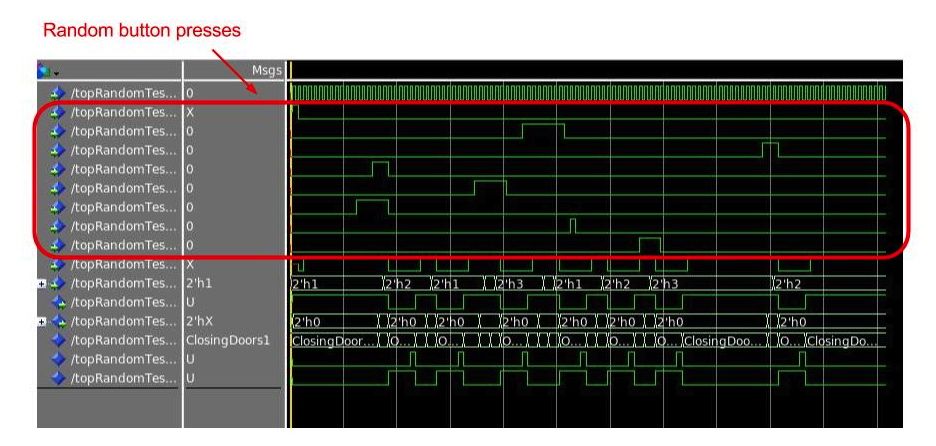 Random button presses
Msgs
/topRandomTes... 0
/topRandomTes... X
/topRandomTes... 0
/topRandomTes... 0
/topRandomTes... 0
/topRandomTes... 0
/topRandomTes... 0
/topRandomTes... 0
/topRandomTes... 0
/topRandomTes... X
/topRandomTes... 2'h1 2'h1 2'h2 2'h1 2'h3 2'h1 2'h2 2'h3 2'h2
/topRandomTes... U
/topRandomTes... 2'hX 2'h0 2'h0 2'h0 2'h0 2'h0 2'h0 2'h0 2'h0
/topRandomTes... ClosingDoors1 ClosingDoor... O... O... O... O... O... O... ClosingDoo... O... ClosingDo...
/topRandomTes... U
/topRandomTes... U